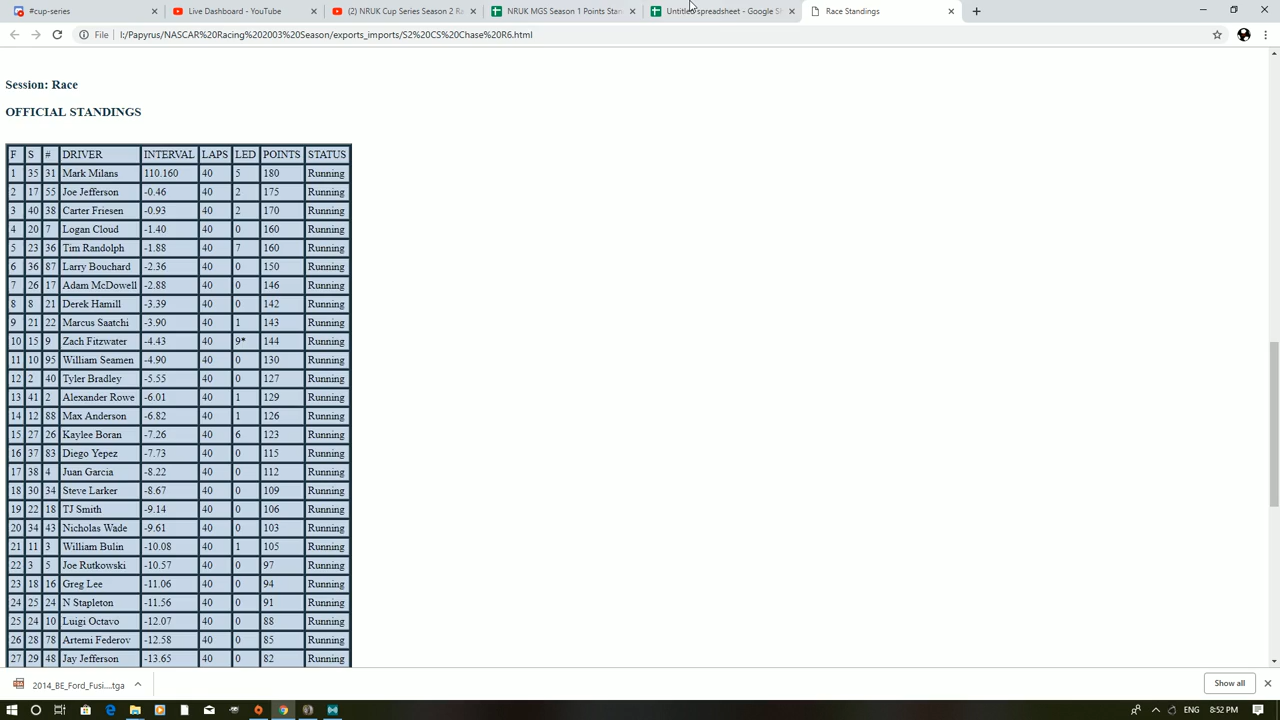 #cup-series
Live Dashboard - YouTube
(2) NRUK Cup Series Season 2 Ra
NRUK MGS Season 1 Points Stan
Untitled spreadsheet - Google Sh
Race Standings
File
I:/Papyrus/NASCAR%20Racing%202003%20Season/exports_imports/S2%20CS%20Chase%20R6.html
Session: Race
OFFICIAL STANDINGS
F S # DRIVER INTERVAL LAPS LED POINTS STATUS
1 35 31 Mark Milans 110.160 40 5 180 Running
2 17 55 Joe Jefferson -0.46 40 2 175 Running
3 40 38 Carter Friesen -0.93 40 2 170 Running
4 20 7 Logan Cloud -1.40 40 0 160 Running
5 23 36 Tim Randolph -1.88 40 7 160 Running
6 36 87 Larry Bouchard -2.36 40 0 150 Running
7 26 17 Adam McDowell -2.88 40 0 146 Running
8 8 21 Derek Hamill -3.39 40 0 142 Running
9 21 22 Marcus Saatchi -3.90 40 1 143 Running
10 15 9 Zach Fitzwater -4.43 40 9* 144 Running
11 10 95 William Seamen -4.90 40 0 130 Running
12 2 40 Tyler Bradley -5.55 40 0 127 Running
13 41 2 Alexander Rowe -6.01 40 1 129 Running
14 12 88 Max Anderson -6.82 40 1 126 Running
15 27 26 Kaylee Boran -7.26 40 6 123 Running
16 37 83 Diego Yepez -7.73 40 0 115 Running
17 38 4 Juan Garcia -8.22 40 0 112 Running
18 30 34 Steve Larker -8.67 40 0 109 Running
19 22 18 TJ Smith -9.14 40 0 106 Running
20 34 43 Nicholas Wade -9.61 40 0 103 Running
21 11 3 William Bulin -10.08 40 1 105 Running
22 3 5 Joe Rutkowski -10.57 40 0 97 Running
23 18 16 Greg Lee -11.06 40 0 94 Running
24 25 24 N Stapleton -11.56 40 0 91 Running
25 24 10 Luigi Octavo -12.07 40 0 88 Running
26 28 78 Artemi Federov -12.58 40 0 85 Running
27 29 48 Jay Jefferson -13.65 40 0 82 Running
2014_BE_Ford_Fusi....tga
Show all
ENG
8:52 PM